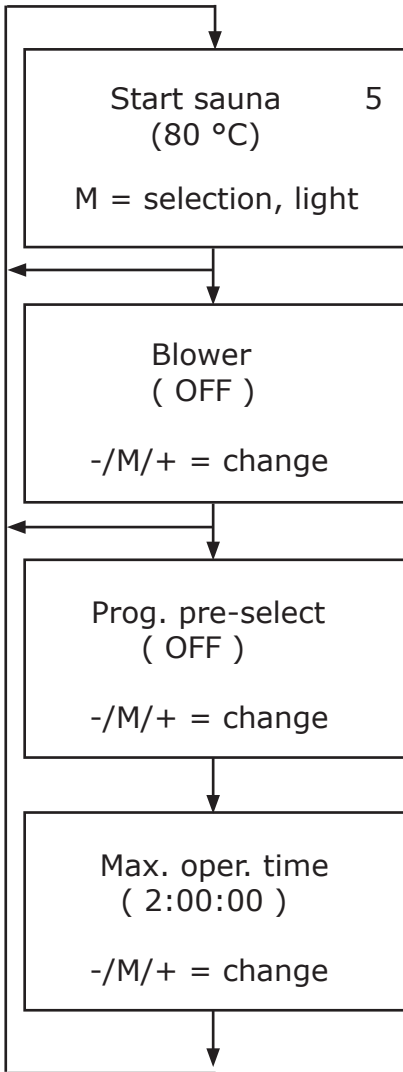 Start sauna 5
(80 °C)
M = selection, light
Blower
( OFF )
-/M/+ = change
Prog. pre-select
( OFF )
-/M/+ = change
Max. oper. time
( 2:00:00 )
-/M/+ = change